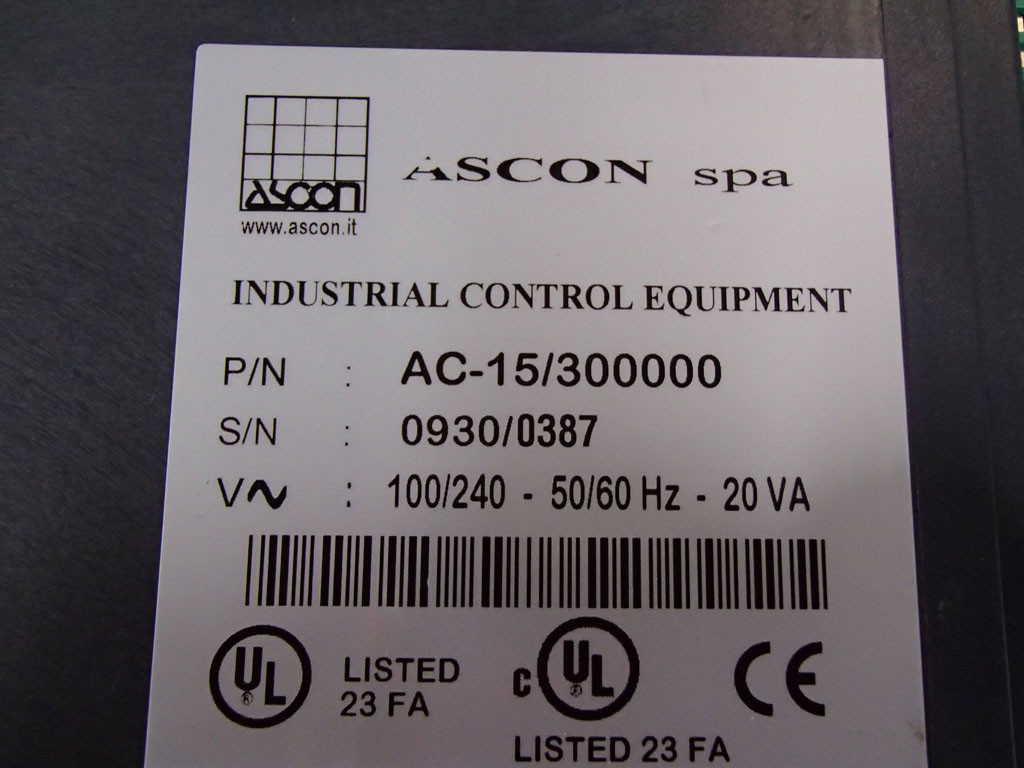 ascon
www.ascon.it
ASCON spa
INDUSTRIAL CONTROL EQUIPMENT
P/N : AC-15/300000
S/N : 0930/0387
V∿ : 100/240 - 50/60 Hz - 20 VA
UL ® LISTED
23 FA
C UL ® CE
LISTED 23 FA